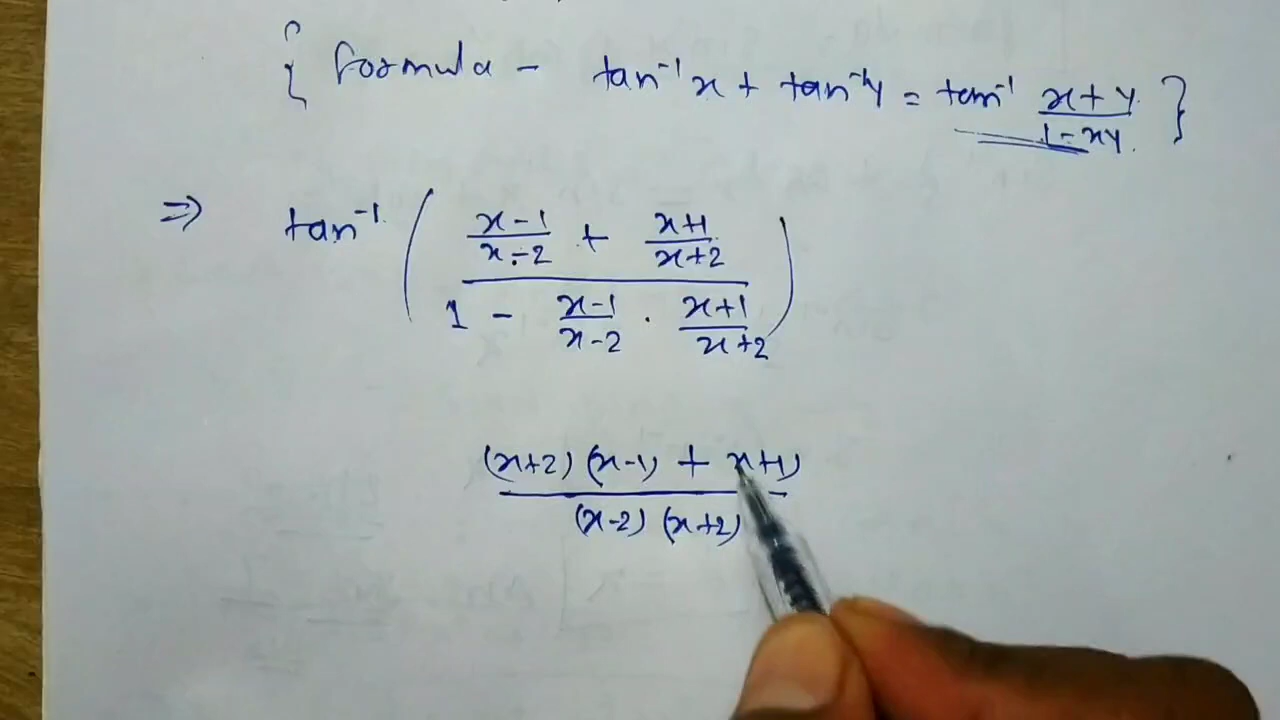 { Formula - tan⁻¹x + tan⁻¹y = tan⁻¹ (x+y)/(1-xy) }
⇒ tan⁻¹ ( ( (x-1)/(x-2) + (x+1)/(x+2) ) / ( 1 - (x-1)/(x-2) · (x+1)/(x+2) ) )
(x+2) (x-1) + x+1)
(x-2) (x+2)